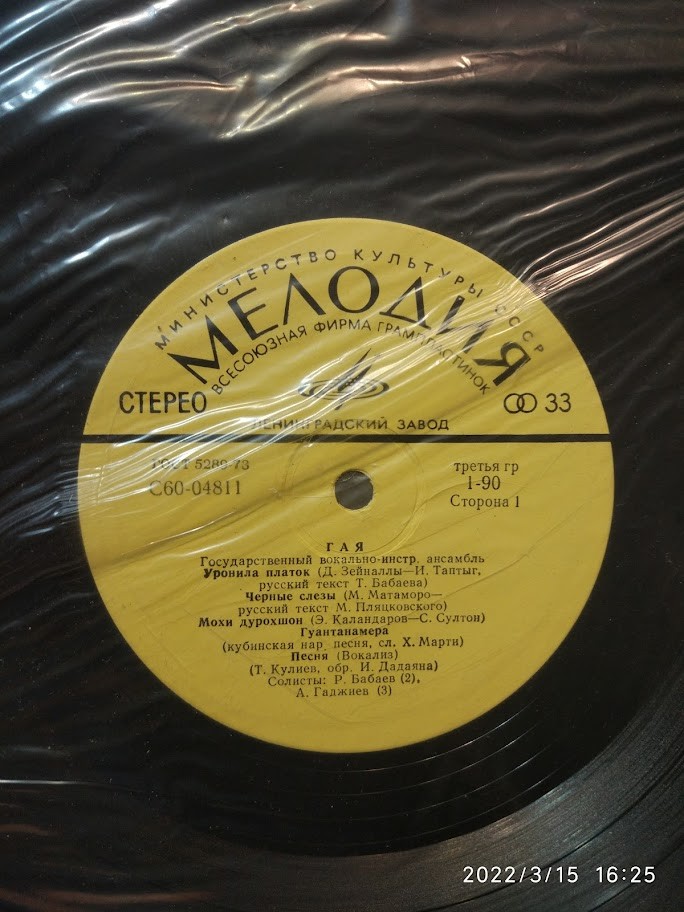 МИНИСТЕРСТВО КУЛЬТУРЫ СССР
МЕЛОДИЯ
ВСЕСОЮЗНАЯ ФИРМА ГРАМПЛАСТИНОК
СТЕРЕО
33
ЛЕНИНГРАДСКИЙ ЗАВОД
ГОСТ 5289-73
третья гр
С60-04811
1-90
Сторона 1
ГАЯ
Государственный вокально-инстр. ансамбль
Уронила платок (Д. Зейналлы—И. Таптыг,
русский текст Т. Бабаева)
Черные слезы (М. Матаморо—
русский текст М. Пляцковского)
Мохи дурохшон (Э. Каландаров—С. Султон)
Гуантанамера
(кубинская нар. песня, сл. Х. Марти)
Песня (Вокализ)
(Т. Кулиев, обр. И. Дадаяна)
Солисты: Р. Бабаев (2),
А. Гаджиев (3)
2022/3/15 16:25